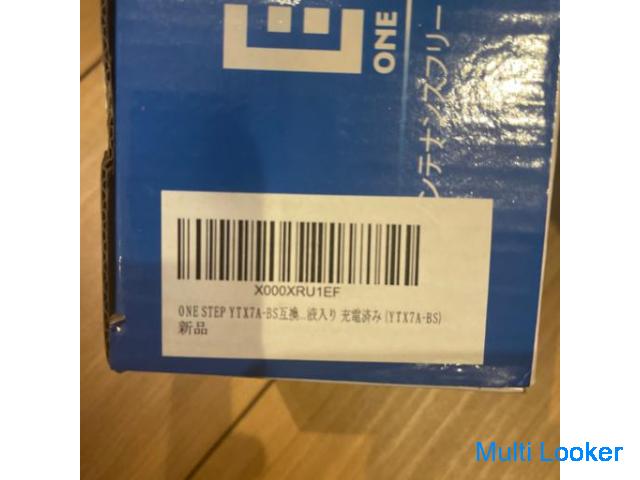 ONE
ンテナンスフリー
X000XRU1EF
ONE STEP YTX7A-BS互換...液入り 充電済み (YTX7A-BS)
新品
Multi Looker